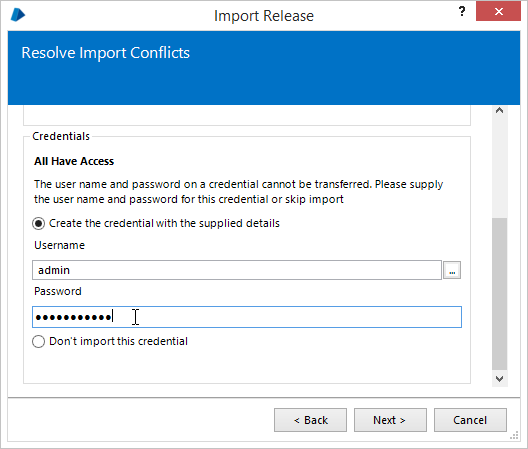 Import Release
?
Resolve Import Conflicts
Credentials
All Have Access
The user name and password on a credential cannot be transferred. Please supply
the user name and password for this credential or skip import
Create the credential with the supplied details
Username
admin
...
Password
●●●●●●●●●●●
Don't import this credential
< Back
Next >
Cancel